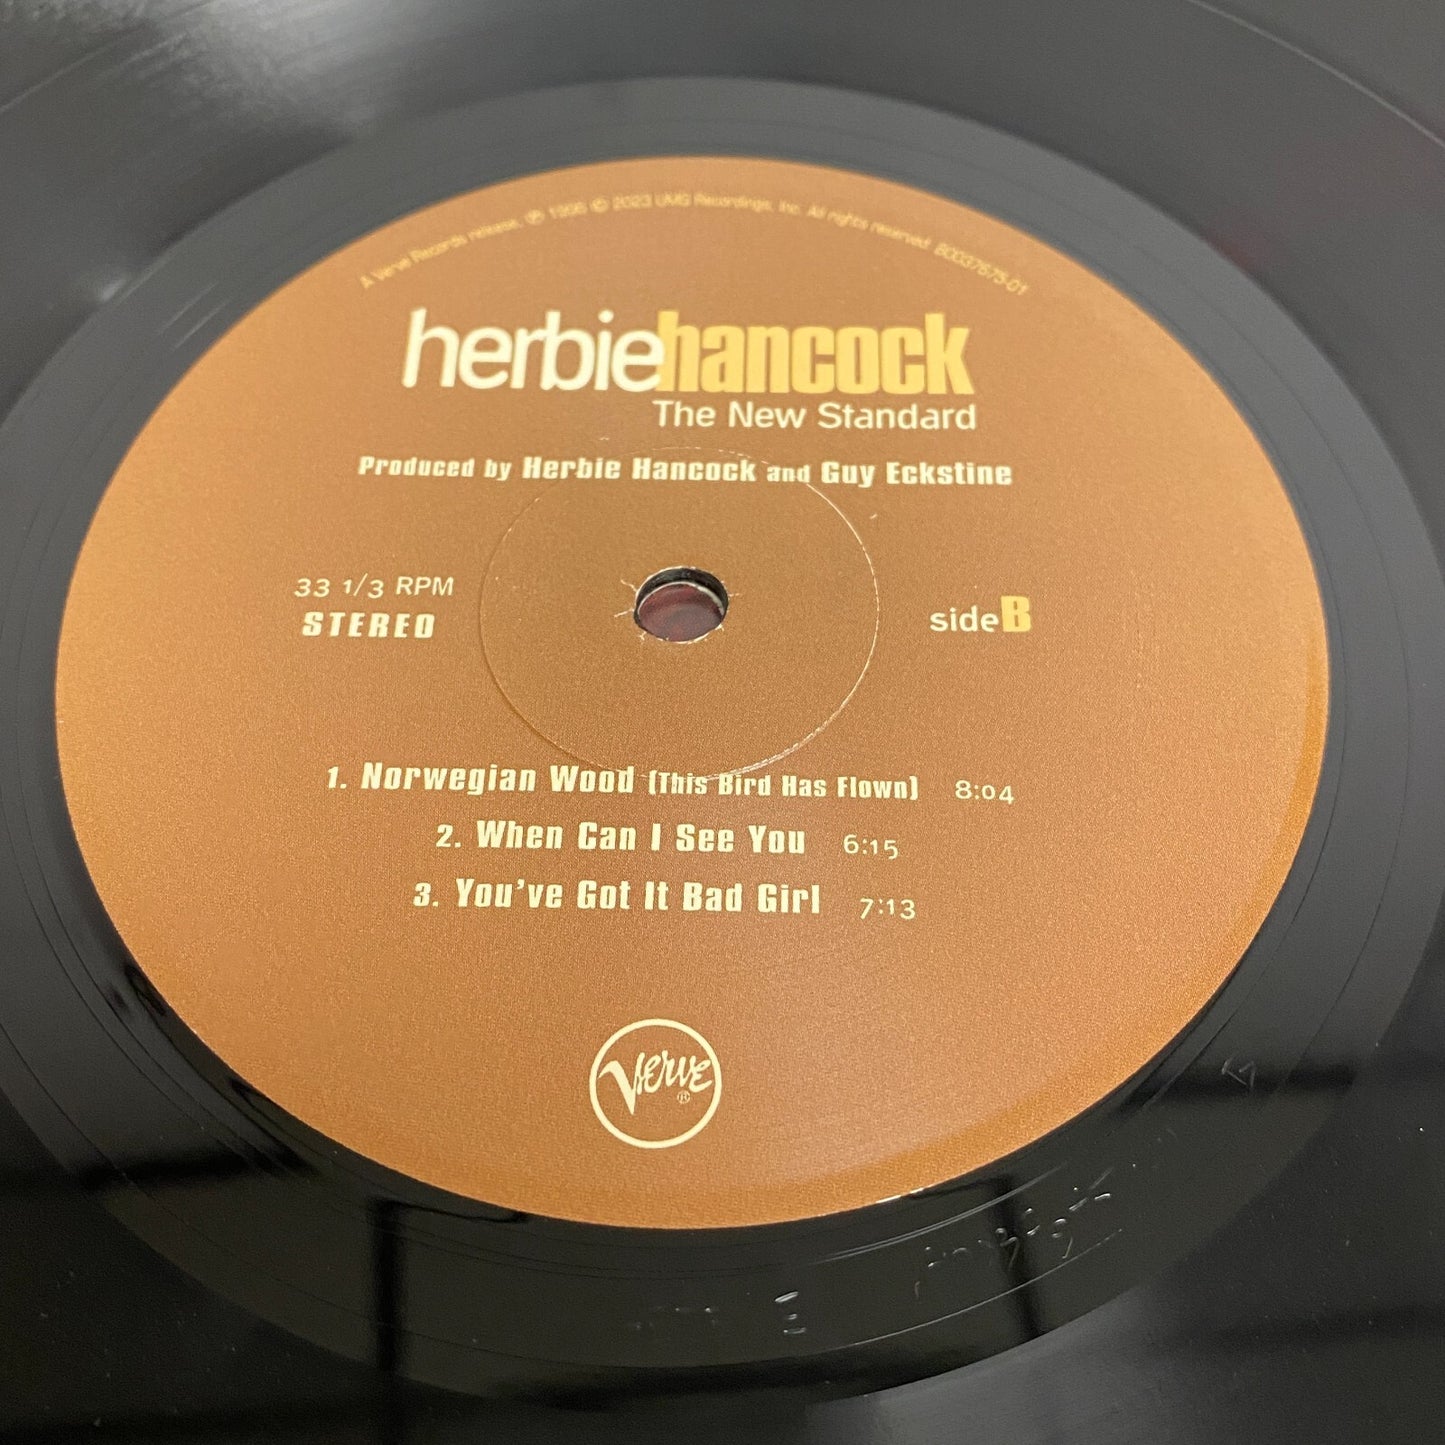 A Verve Records release, ℗ 1996 © 2023 UMG Recordings, Inc. All rights reserved. B0037675-01
herbiehancock
The New Standard
Produced by Herbie Hancock and Guy Eckstine
33 1/3 RPM
STEREO
sideB
1. Norwegian Wood (This Bird Has Flown) 8:04
2. When Can I See You 6:15
3. You've Got It Bad Girl 7:13
Verve
®